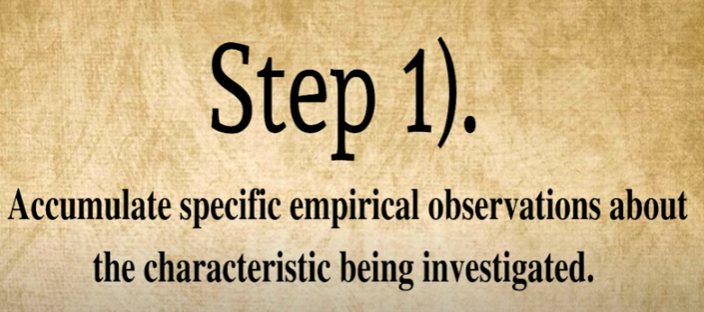 Step 1).
Accumulate specific empirical observations about
the characteristic being investigated.